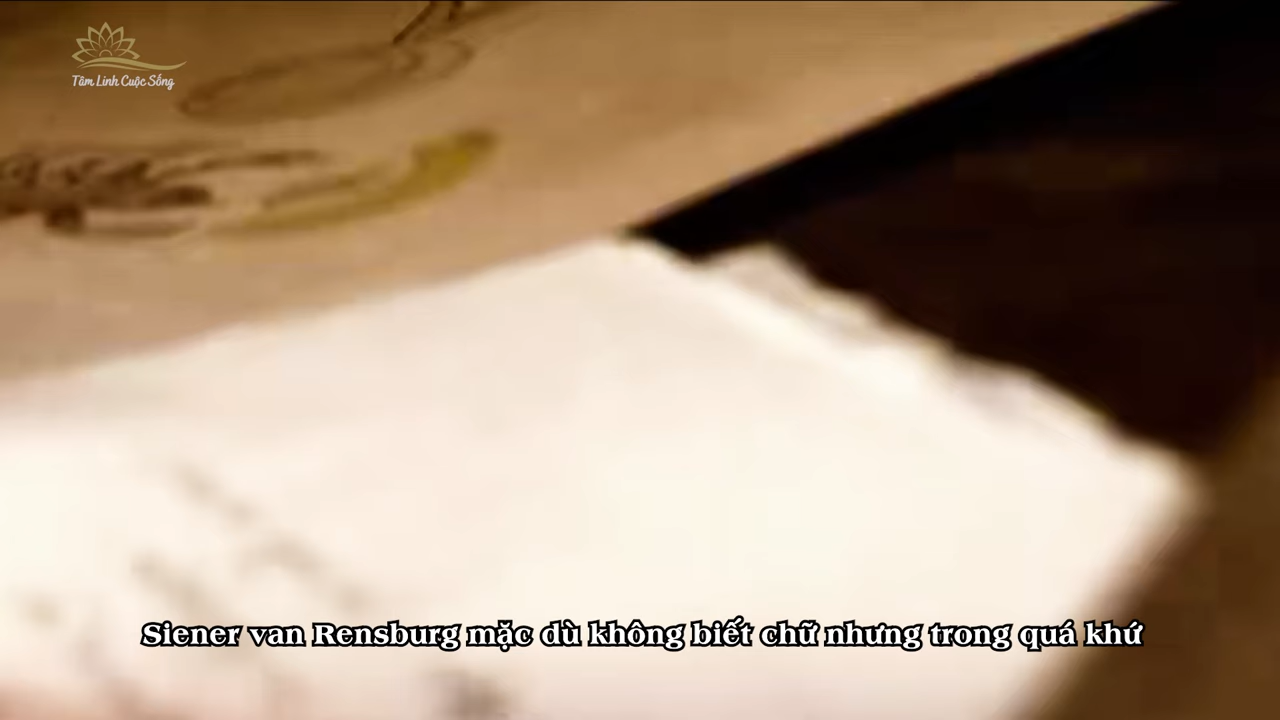 Tâm Linh Cuộc Sống
Siener van Rensburg mặc dù không biết chữ nhưng trong quá khứ